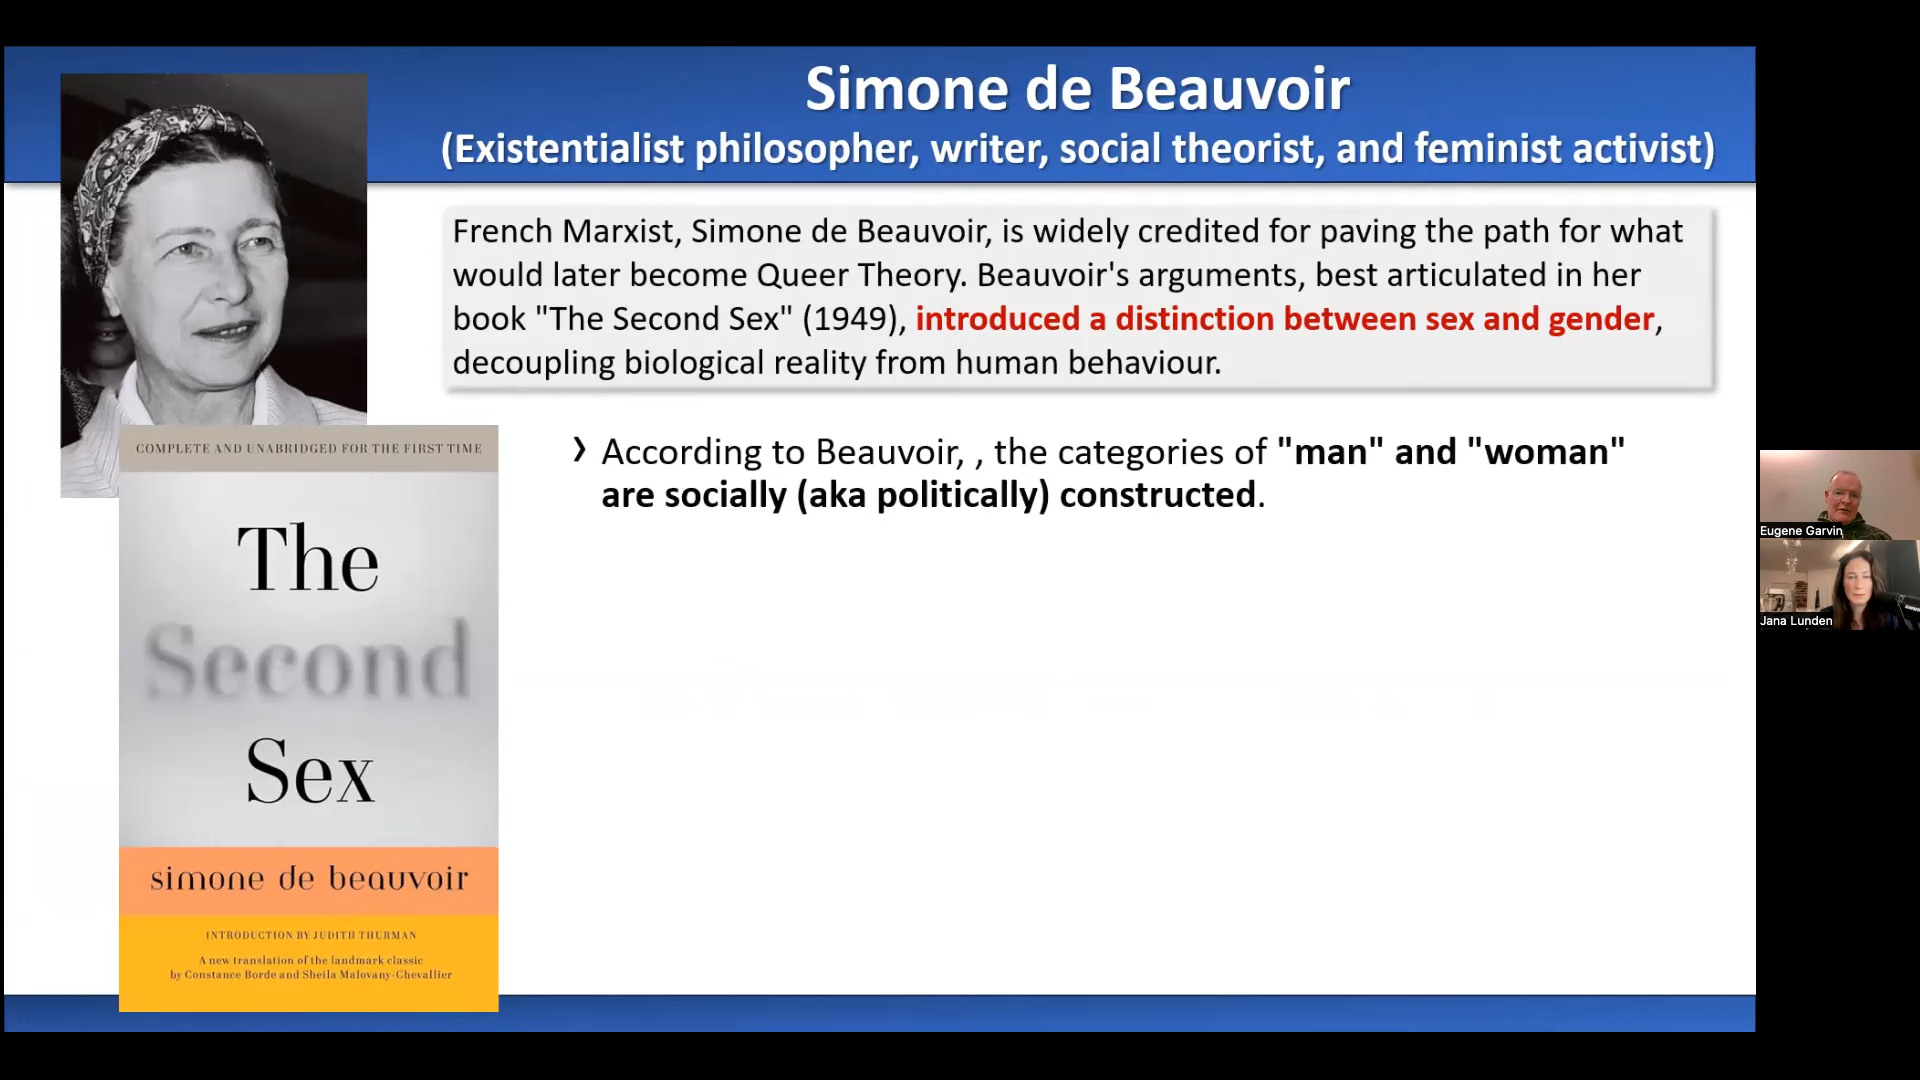 Simone de Beauvoir
(Existentialist philosopher, writer, social theorist, and feminist activist)
French Marxist, Simone de Beauvoir, is widely credited for paving the path for what
would later become Queer Theory. Beauvoir's arguments, best articulated in her
book "The Second Sex" (1949), introduced a distinction between sex and gender,
decoupling biological reality from human behaviour.
› According to Beauvoir, , the categories of "man" and "woman"
are socially (aka politically) constructed.
COMPLETE AND UNABRIDGED FOR THE FIRST TIME
The
Second
Sex
simone de beauvoir
INTRODUCTION BY JUDITH THURMAN
A new translation of the landmark classic
by Constance Borde and Sheila Malovany-Chevallier
Eugene Garvin
Jana Lunden